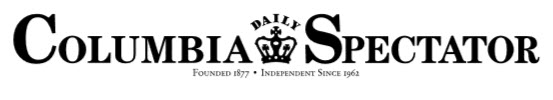 COLUMBIA DAILY SPECTATOR
FOUNDED 1877 • INDEPENDENT SINCE 1962